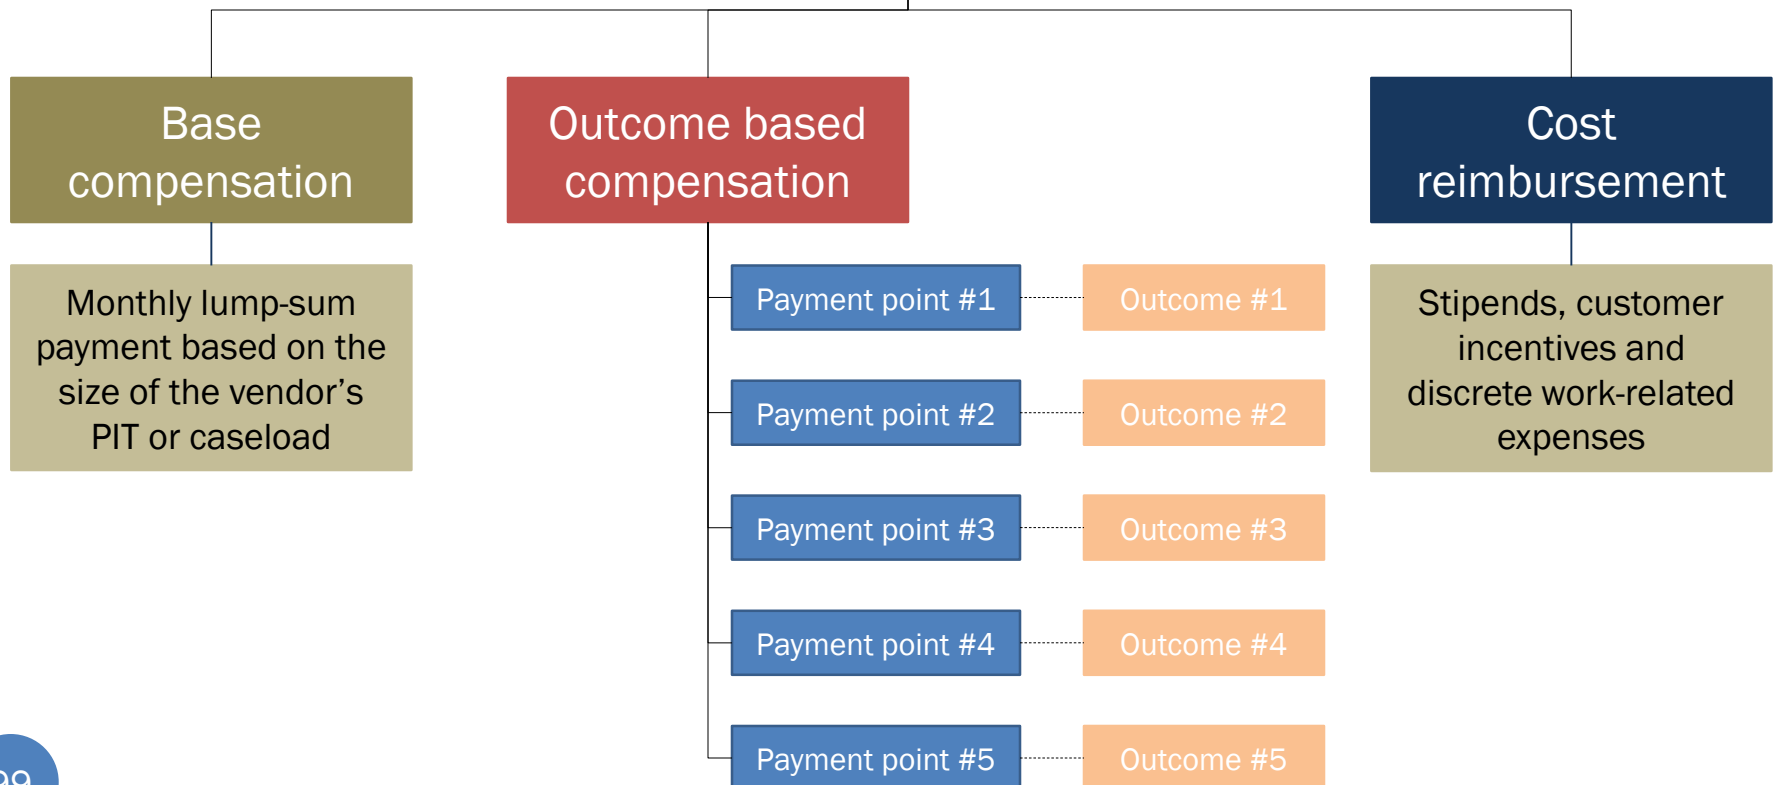 Base
compensation
Monthly lump-sum
payment based on the
size of the vendor’s
PIT or caseload
Outcome based
compensation
Payment point #1
Outcome #1
Payment point #2
Outcome #2
Payment point #3
Outcome #3
Payment point #4
Outcome #4
Payment point #5
Outcome #5
Cost
reimbursement
Stipends, customer
incentives and
discrete work-related
expenses